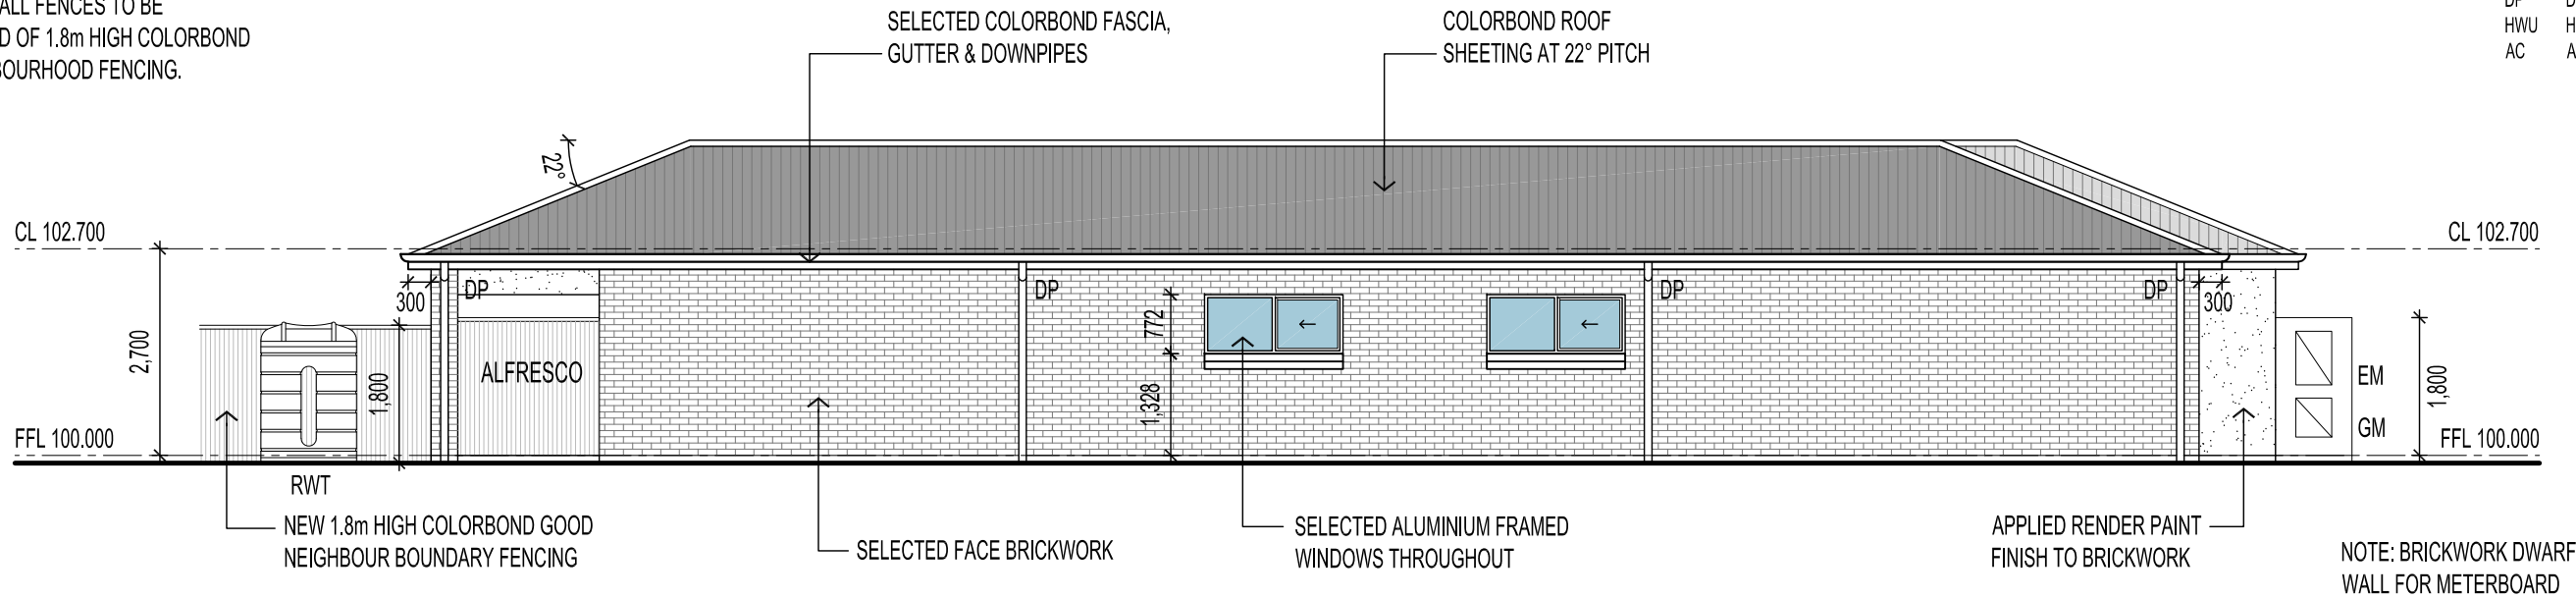 ALL FENCES TO BE
D OF 1.8m HIGH COLORBOND
BOURHOOD FENCING.
SELECTED COLORBOND FASCIA,
GUTTER & DOWNPIPES
COLORBOND ROOF
SHEETING AT 22° PITCH
DP D
HWU H
AC A
22°
CL 102.700
CL 102.700
2,700
300
DP
DP
DP
DP
300
772
1,328
←
←
ALFRESCO
1,800
EM
GM
1,800
FFL 100.000
FFL 100.000
RWT
NEW 1.8m HIGH COLORBOND GOOD
NEIGHBOUR BOUNDARY FENCING
SELECTED FACE BRICKWORK
SELECTED ALUMINIUM FRAMED
WINDOWS THROUGHOUT
APPLIED RENDER PAINT
FINISH TO BRICKWORK
NOTE: BRICKWORK DWARF
WALL FOR METERBOARD